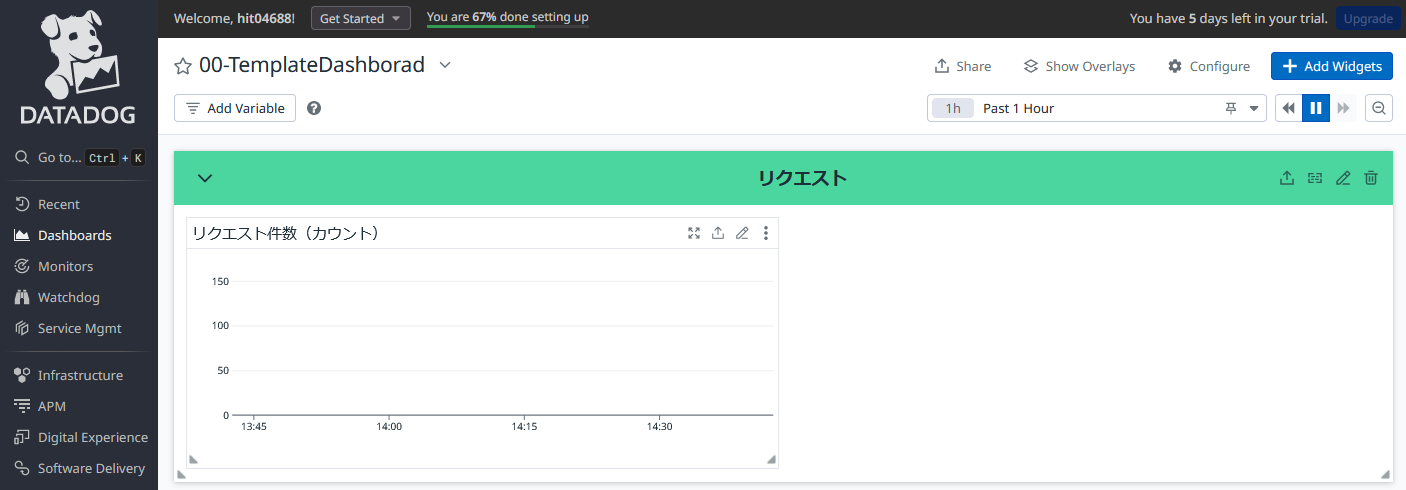 DATADOG
Go to... Ctrl + K
Recent
Dashboards
Monitors
Watchdog
Service Mgmt
Infrastructure
APM
Digital Experience
Software Delivery
Welcome, hit04688! Get Started You are 67% done setting up You have 5 days left in your trial. Upgrade
00-TemplateDashborad Share Show Overlays Configure + Add Widgets
Add Variable ? 1h Past 1 Hour
リクエスト
リクエスト件数（カウント）
150
100
50
0
13:45 14:00 14:15 14:30